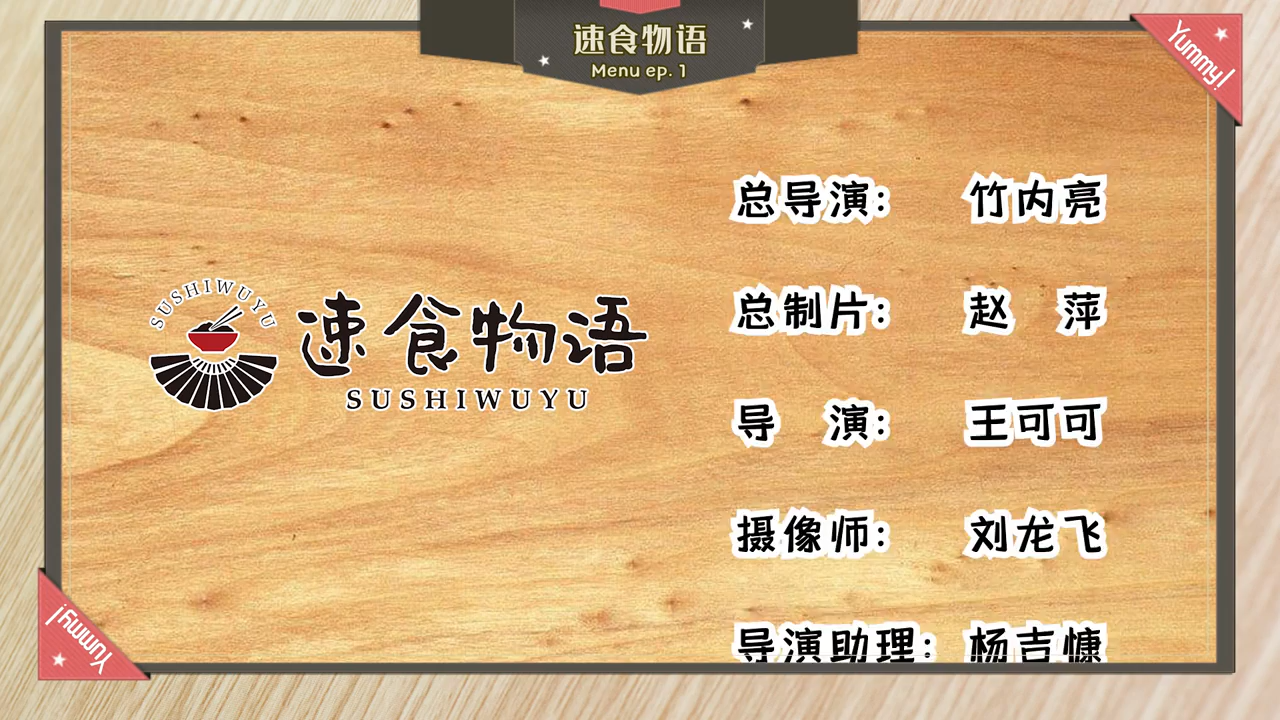 速食物语
Menu ep. 1
Yummy!
SUSHIWUYU
速食物语
SUSHIWUYU
总导演: 竹内亮
总制片: 赵 萍
导 演: 王可可
摄像师: 刘龙飞
导演助理: 杨吉慷
Yummy!